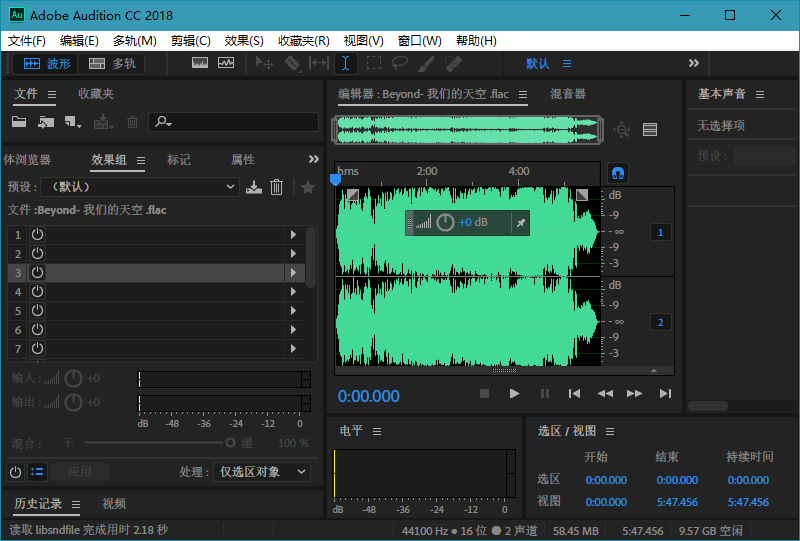 Au Adobe Audition CC 2018
文件(F) 编辑(E) 多轨(M) 剪辑(C) 效果(S) 收藏夹(R) 视图(V) 窗口(W) 帮助(H)
波形 多轨 默认
文件 收藏夹
编辑器 : Beyond- 我们的天空 .flac 混音器
基本声音
无选择项
预设 :
体浏览器 效果组 标记 属性
预设 : （默认）
文件 :Beyond- 我们的天空 .flac
1
2
3
4
5
6
7
hms 2:00 4:00
+0 dB
dB
-9
- ∞
-9
-3
1
dB
-9
- ∞
-9
-3
2
输入 : +0
输出 : +0
dB -48 -36 -24 -12 0
混合: 干 湿 100 %
应用 处理 : 仅选区对象
0:00.000
电平
dB -48 -36 -24 -12 0
选区 / 视图
开始 结束 持续时间
选区 0:00.000 0:00.000 0:00.000
视图 0:00.000 5:47.456 5:47.456
历史记录 视频
读取 libsndfile 完成用时 2.18 秒
44100 Hz ● 16 位 ● 2 声道 58.45 MB 5:47.456 9.57 GB 空闲